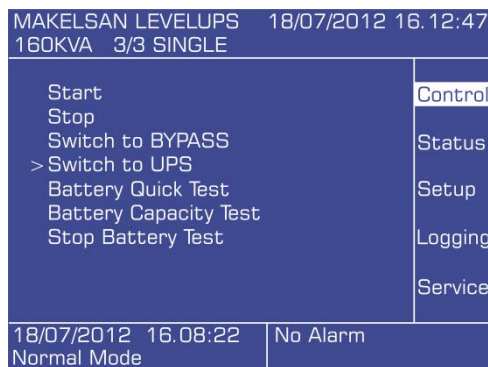 MAKELSAN LEVELUPS 18/07/2012 16.12:47
160KVA 3/3 SINGLE
Start
Stop
Switch to BYPASS
> Switch to UPS
Battery Quick Test
Battery Capacity Test
Stop Battery Test
Control
Status
Setup
Logging
Service
18/07/2012 16.08:22
Normal Mode
No Alarm